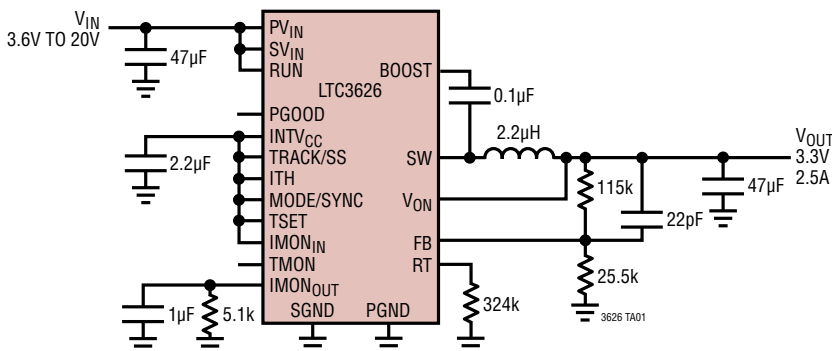 VIN
3.6V TO 20V
47µF
PVIN
SVIN
RUN
BOOST
LTC3626
0.1µF
PGOOD
INTVCC
2.2µH
VOUT
3.3V
2.5A
TRACK/SS
SW
2.2µF
ITH
115k
47µF
MODE/SYNC
VON
22pF
TSET
IMONIN
FB
TMON
RT
25.5k
IMONOUT
1µF
5.1k
SGND
PGND
324k
3626 TA01